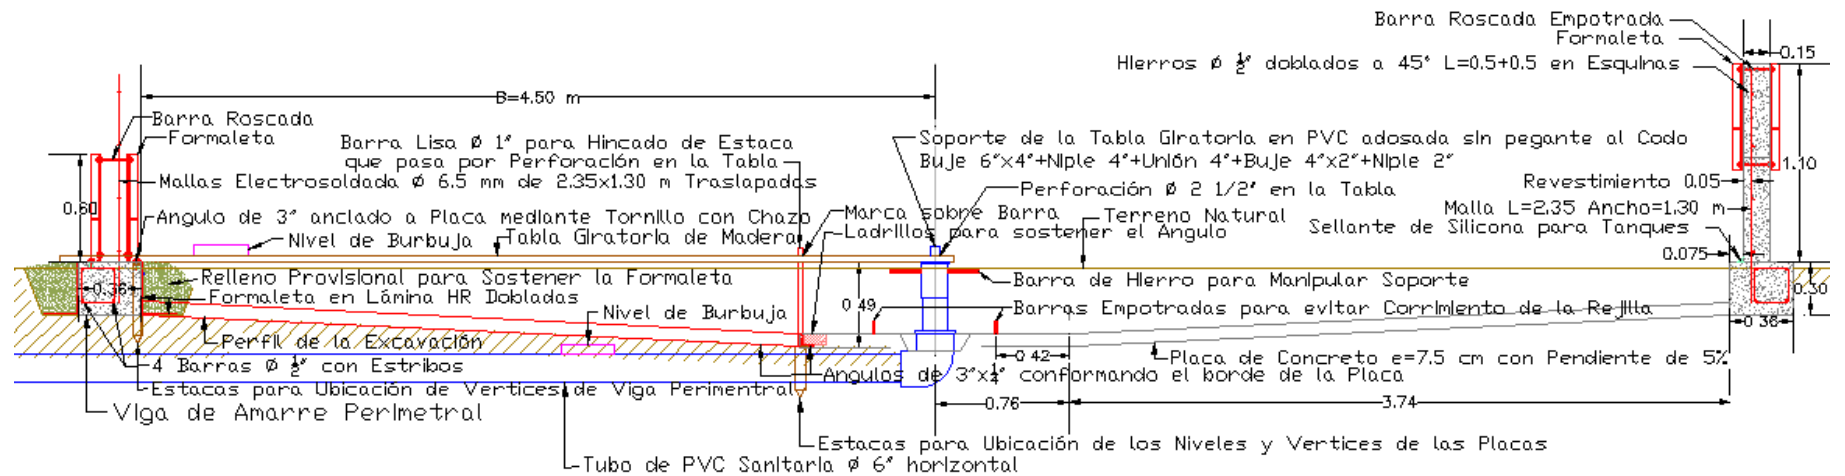 Barra Roscada Empotrada
Formaleta
0.15
Hierros Ø ½" doblados a 45° L=0.5+0.5 en Esquinas
B=4.50 m
Barra Roscada
Formaleta
Barra Lisa Ø 1" para Hincado de Estaca
que pasa por Perforación en la Tabla
Soporte de la Tabla Giratoria en PVC adosada sin pegante al Codo
Buje 6"x4"+Niple 4"+Unión 4"+Buje 4"x2"+Niple 2"
1.10
Mallas Electrosoldada Ø 6.5 mm de 2.35x1.30 m Traslapadas
Perforación Ø 2 1/2" en la Tabla
Revestimiento 0.05
0.60
Angulo de 3" anclado a Placa mediante Tornillo con Chazo
Marca sobre Barra
Terreno Natural
Malla L=2.35 Ancho=1.30 m
Nivel de Burbuja
Tabla Giratoria de Madera
Ladrillos para sostener el Angulo
Sellante de Silicona para Tanques
0.075
Relleno Provisional para Sostener la Formaleta
Barra de Hierro para Manipular Soporte
0.36
Formaleta en Lámina HR Dobladas
0.30
0.49
Nivel de Burbuja
Barras Empotradas para evitar Corrimiento de la Rejilla
0.36
Perfil de la Excavación
0.42
Placa de Concreto e=7.5 cm con Pendiente de 5%
4 Barras Ø ½" con Estribos
Angulos de 3"x¼" conformando el borde de la Placa
Estacas para Ubicación de Vertices de Viga Perimentral
0.76
3.74
Viga de Amarre Perimetral
Estacas para Ubicación de los Niveles y Vertices de las Placas
Tubo de PVC Sanitaria Ø 6" horizontal